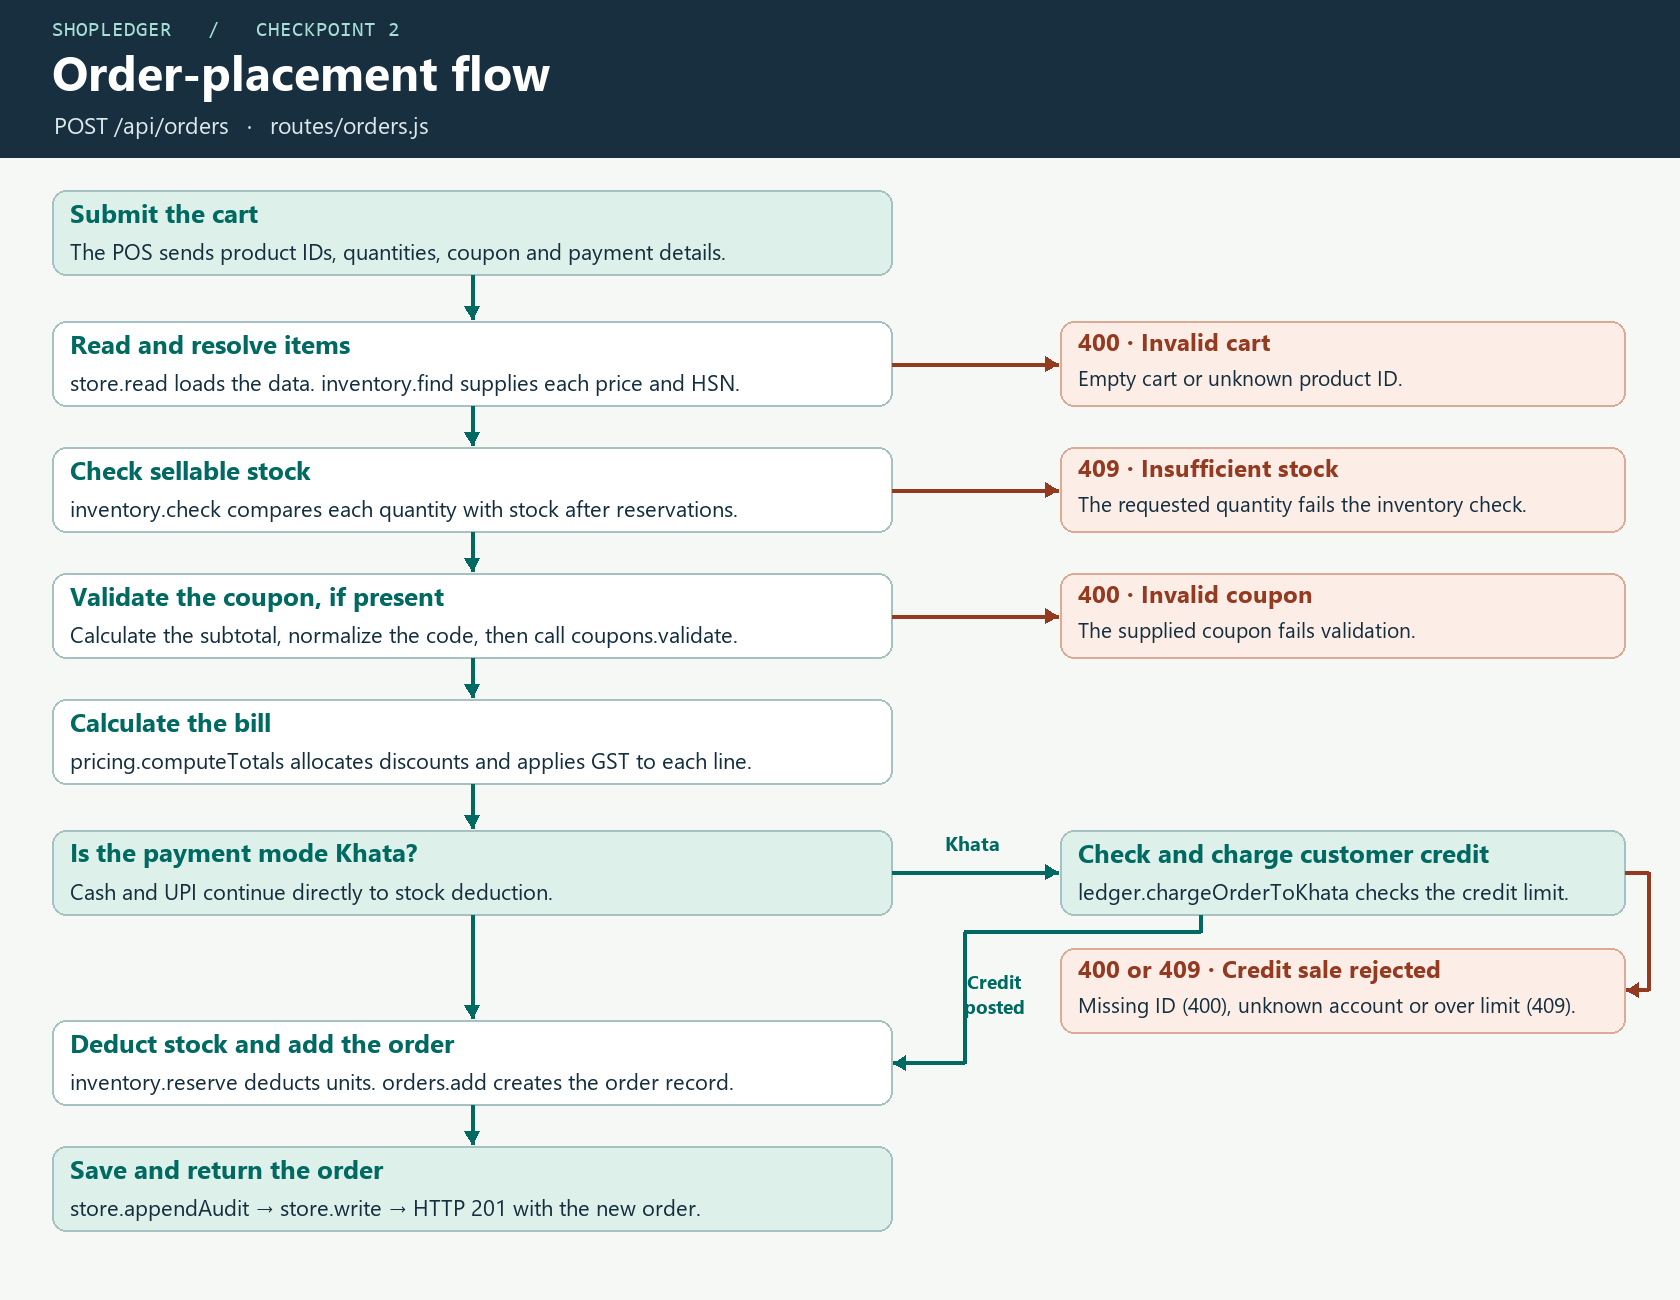 SHOPLEDGER / CHECKPOINT 2
Order-placement flow
POST /api/orders · routes/orders.js
Submit the cart
The POS sends product IDs, quantities, coupon and payment details.
Read and resolve items
store.read loads the data. inventory.find supplies each price and HSN.
400 · Invalid cart
Empty cart or unknown product ID.
Check sellable stock
inventory.check compares each quantity with stock after reservations.
409 · Insufficient stock
The requested quantity fails the inventory check.
Validate the coupon, if present
Calculate the subtotal, normalize the code, then call coupons.validate.
400 · Invalid coupon
The supplied coupon fails validation.
Calculate the bill
pricing.computeTotals allocates discounts and applies GST to each line.
Is the payment mode Khata?
Cash and UPI continue directly to stock deduction.
Khata
Check and charge customer credit
ledger.chargeOrderToKhata checks the credit limit.
Credit
posted
400 or 409 · Credit sale rejected
Missing ID (400), unknown account or over limit (409).
Deduct stock and add the order
inventory.reserve deducts units. orders.add creates the order record.
Save and return the order
store.appendAudit → store.write → HTTP 201 with the new order.